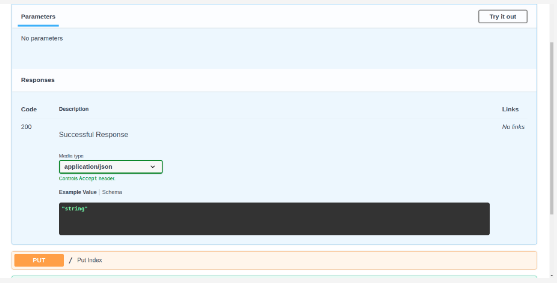 Parameters
Try it out
No parameters
Responses
Code Description Links
200 Successful Response No links
Media type
application/json
Controls Accept header.
Example Value | Schema
"string"
PUT / Put Index